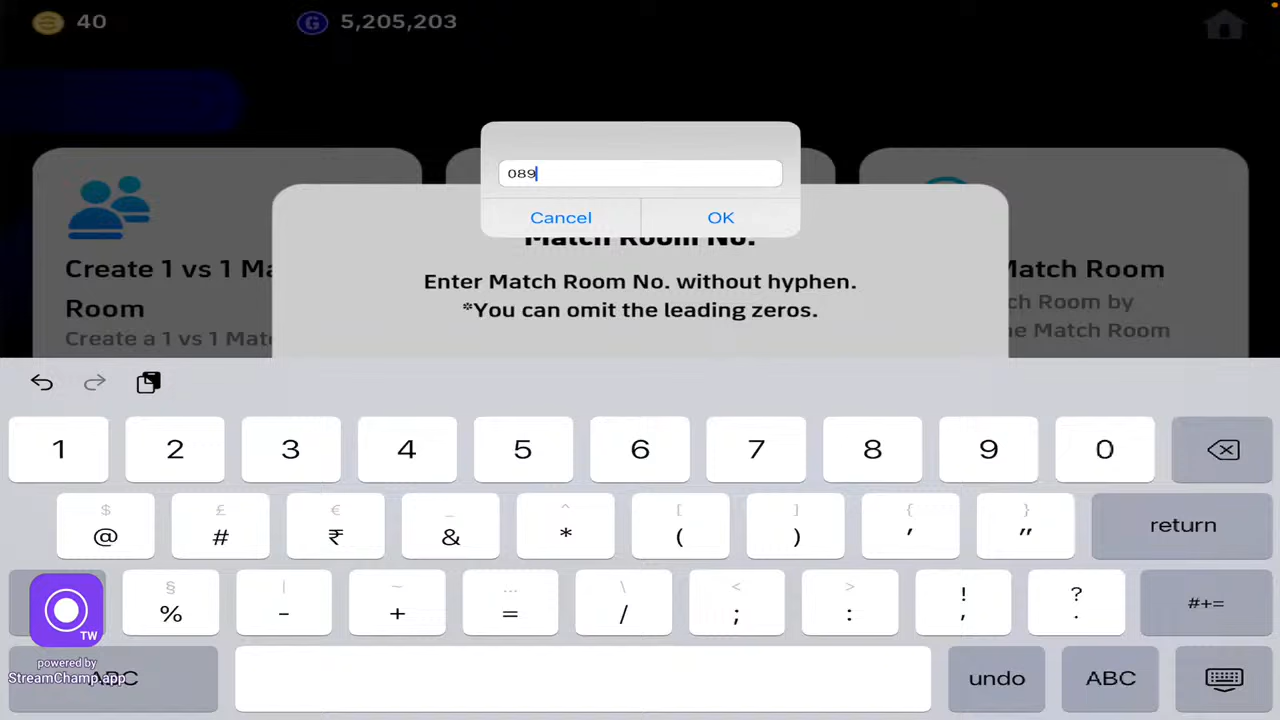 40
G 5,205,203
089
Cancel
OK
Match Room No.
Enter Match Room No. without hyphen.
*You can omit the leading zeros.
Create 1 vs 1 Ma
Room
Create a 1 vs 1 Matc
Match Room
ch Room by
e Match Room
1 2 3 4 5 6 7 8 9 0
$ £ € _ ^ [ ] { }
@ # ₹ & * ( ) ' " return
§ | ~ … \ < > ! ?
% - + = / ; : , . #+=
TW
powered by
StreamChamp.app
ABC
undo
ABC